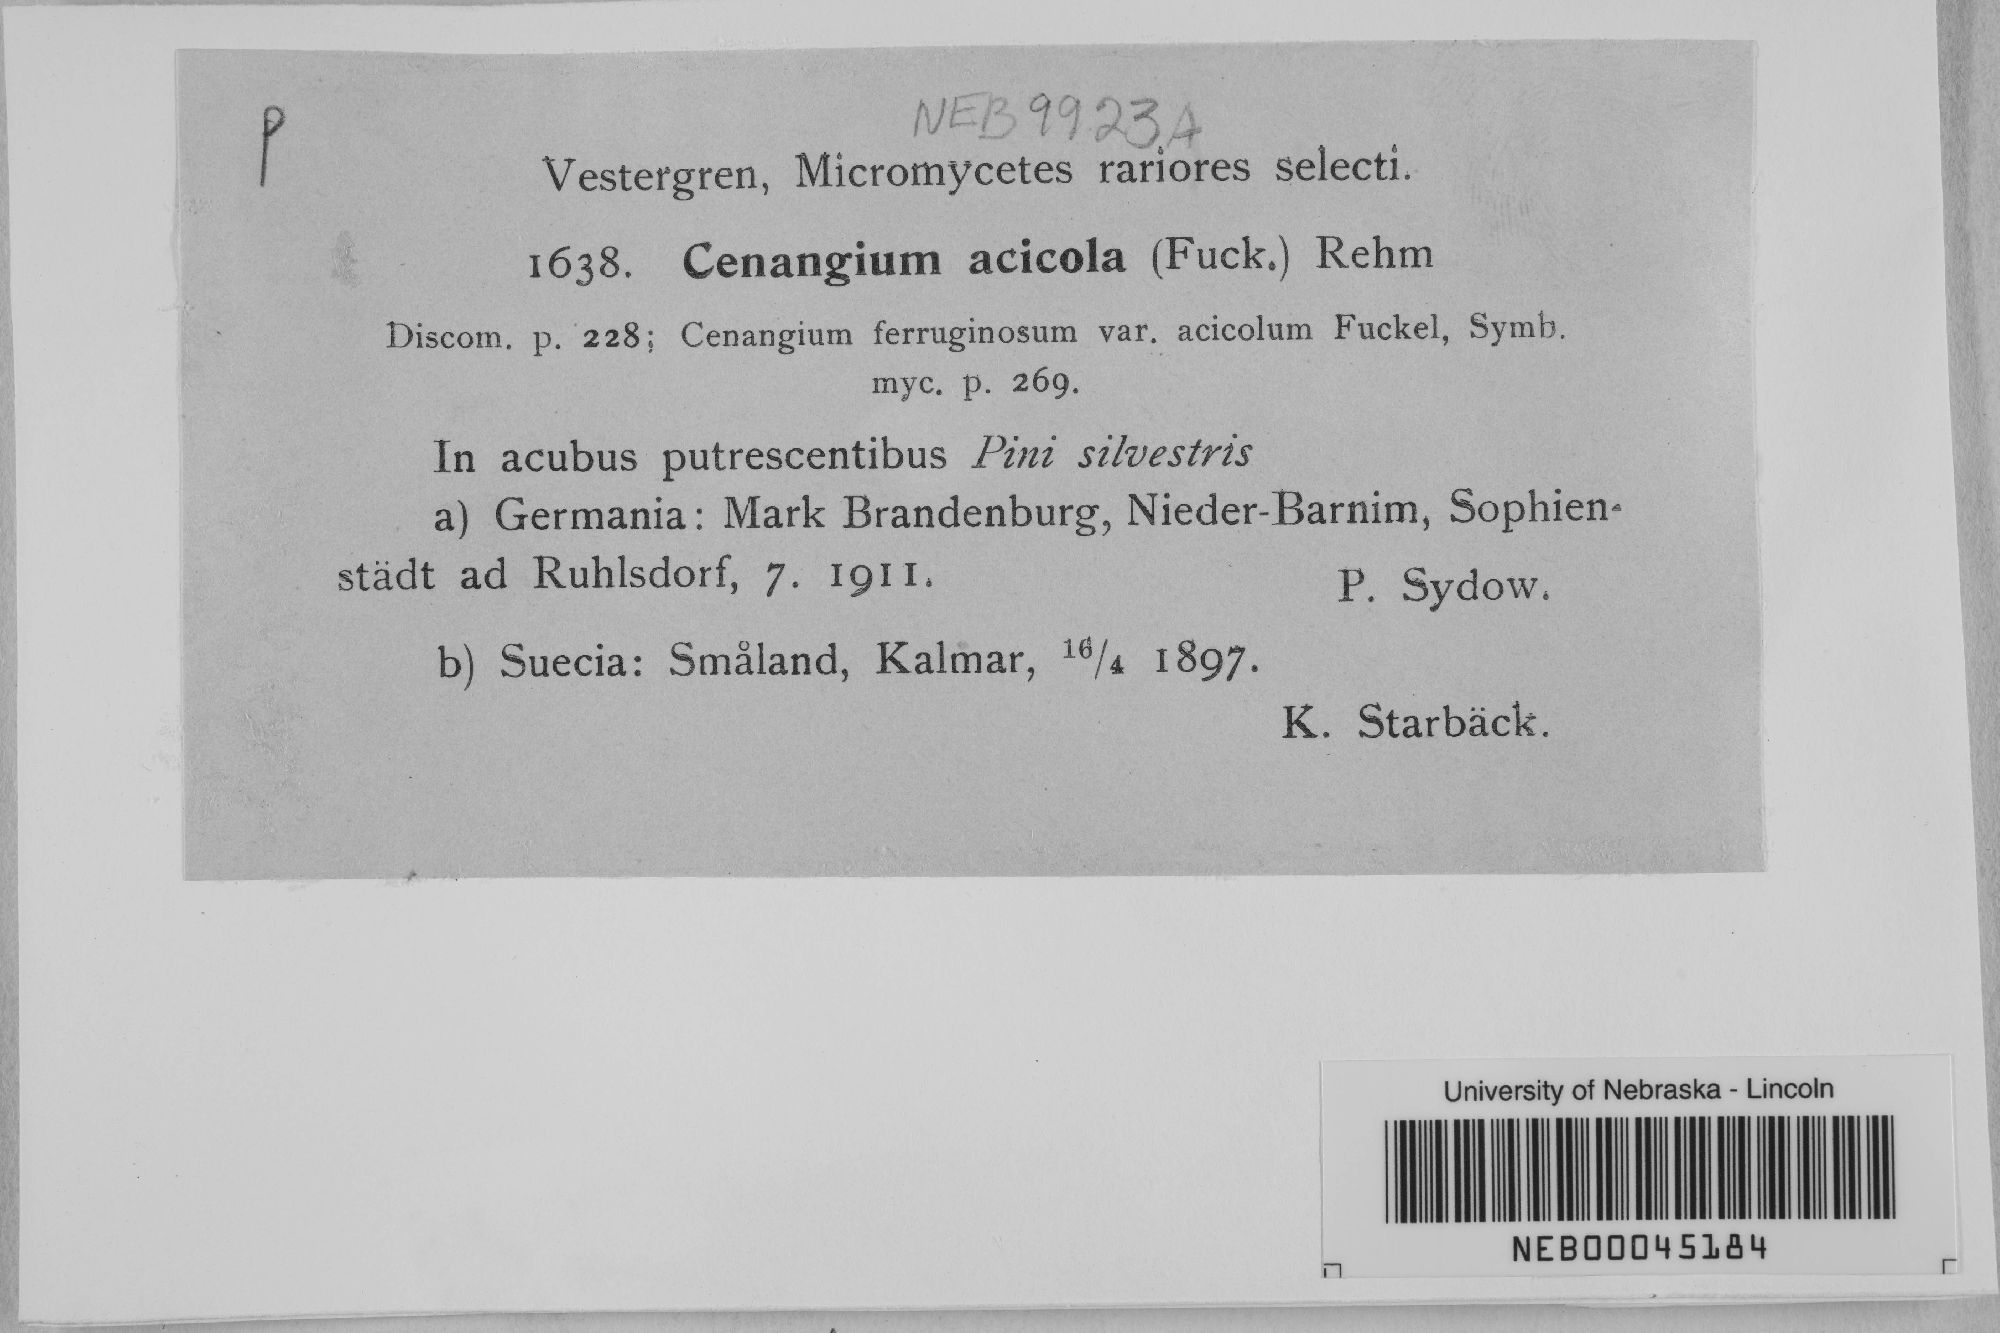 P
NEB 9923A
Vestergren, Micromycetes rariores selecti.
1638. Cenangium acicola (Fuck.) Rehm
Discom. p. 228; Cenangium ferruginosum var. acicolum Fuckel, Symb.
myc. p. 269.
In acubus putrescentibus Pini silvestris
a) Germania: Mark Brandenburg, Nieder-Barnim, Sophien-
städt ad Ruhlsdorf, 7. 1911.
P. Sydow.
b) Suecia: Småland, Kalmar, 16/4 1897.
K. Starbäck.
University of Nebraska - Lincoln
NEB00045184